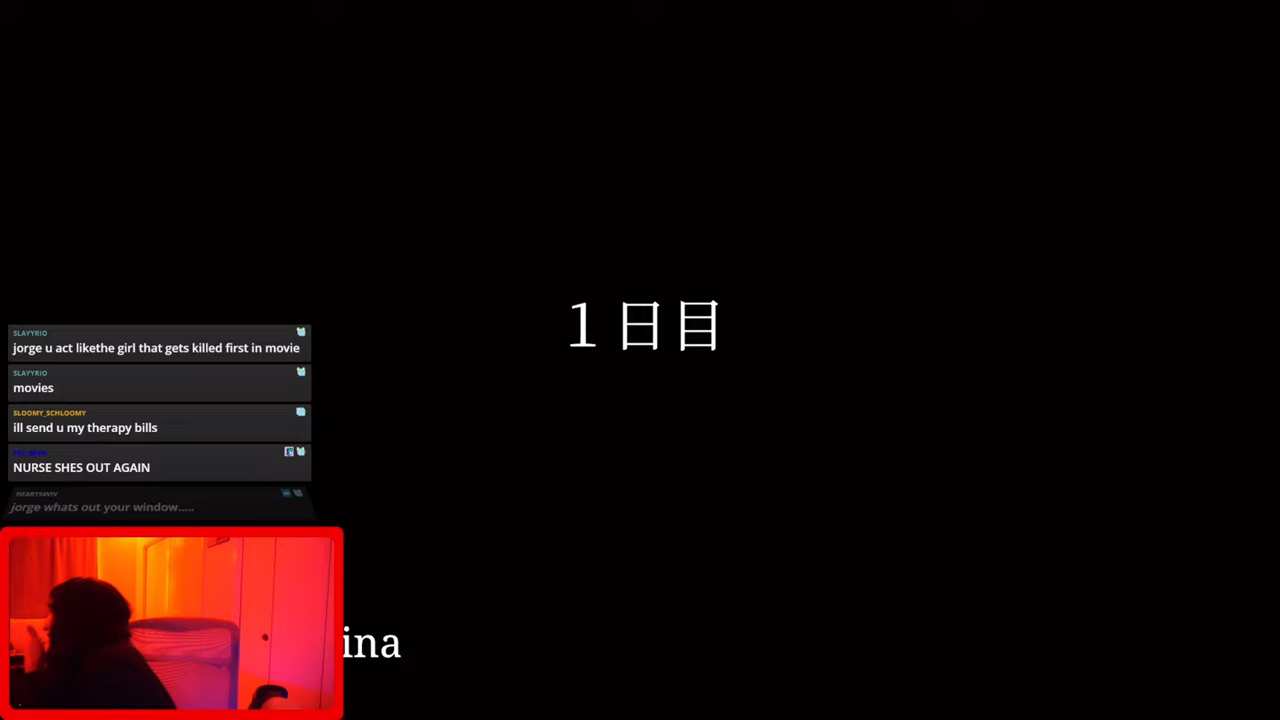 1日目
SLAYYRIO
jorge u act likethe girl that gets killed first in movie
SLAYYRIO
movies
SLOOMY_SCHLOOMY
ill send u my therapy bills
NURSE SHES OUT AGAIN
HEARTS4VIV
jorge whats out your window.....
ina